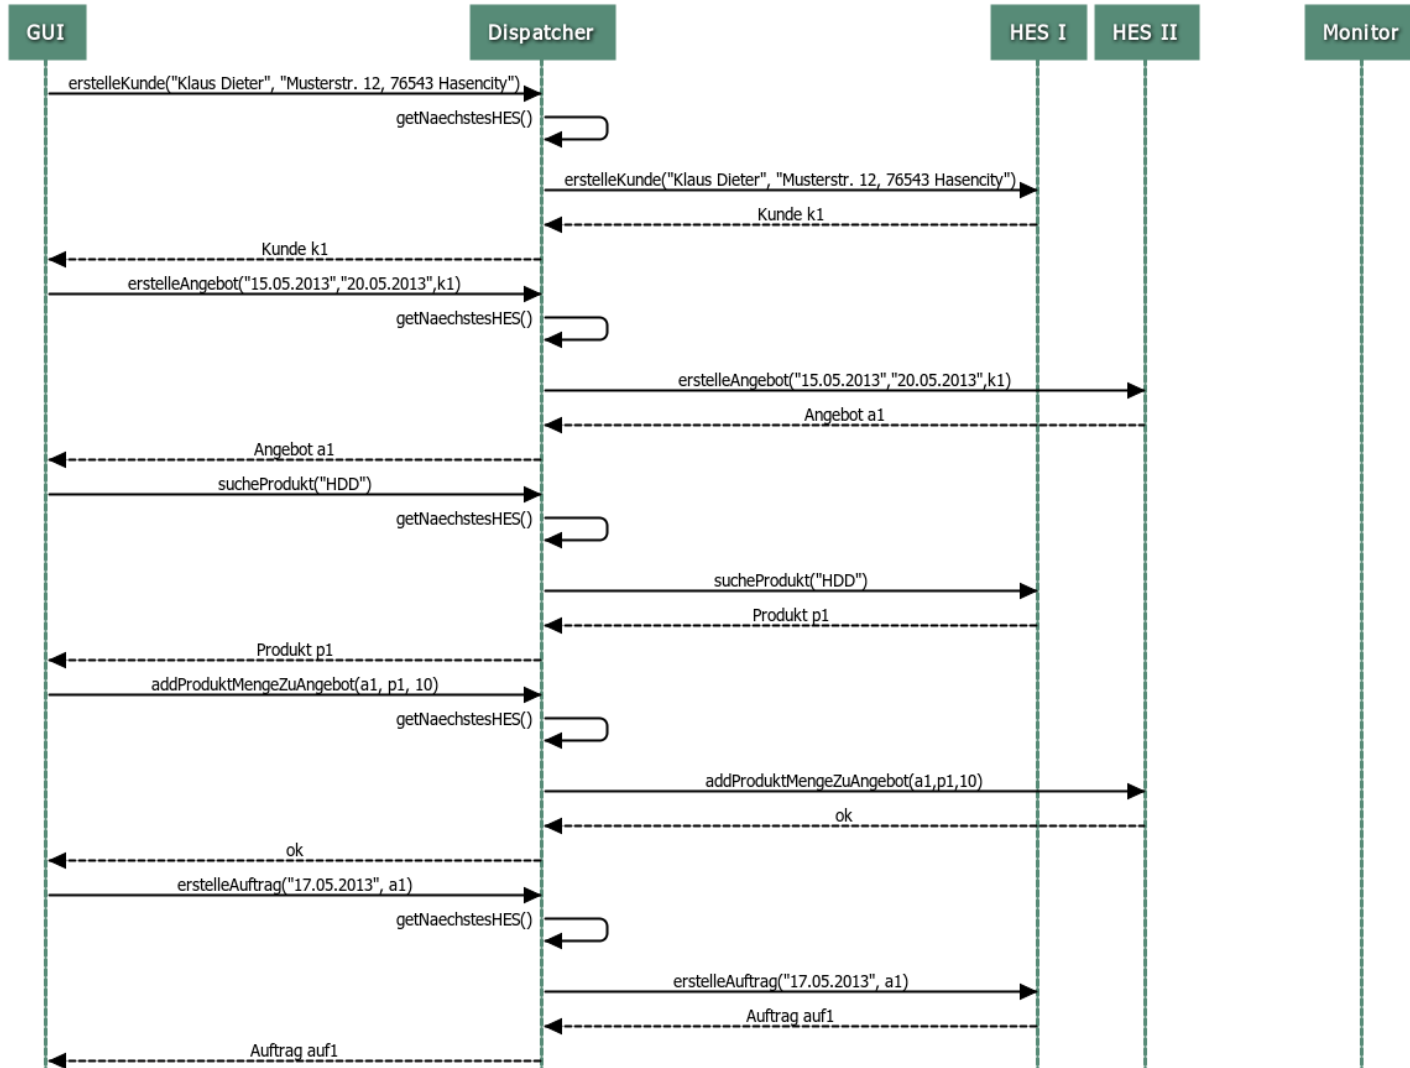 GUI
Dispatcher
HES I
HES II
Monitor
erstelleKunde("Klaus Dieter", "Musterstr. 12, 76543 Hasencity")
getNaechstesHES()
erstelleKunde("Klaus Dieter", "Musterstr. 12, 76543 Hasencity")
Kunde k1
Kunde k1
erstelleAngebot("15.05.2013","20.05.2013",k1)
getNaechstesHES()
erstelleAngebot("15.05.2013","20.05.2013",k1)
Angebot a1
Angebot a1
sucheProdukt("HDD")
getNaechstesHES()
sucheProdukt("HDD")
Produkt p1
Produkt p1
addProduktMengeZuAngebot(a1, p1, 10)
getNaechstesHES()
addProduktMengeZuAngebot(a1,p1,10)
ok
ok
erstelleAuftrag("17.05.2013", a1)
getNaechstesHES()
erstelleAuftrag("17.05.2013", a1)
Auftrag auf1
Auftrag auf1